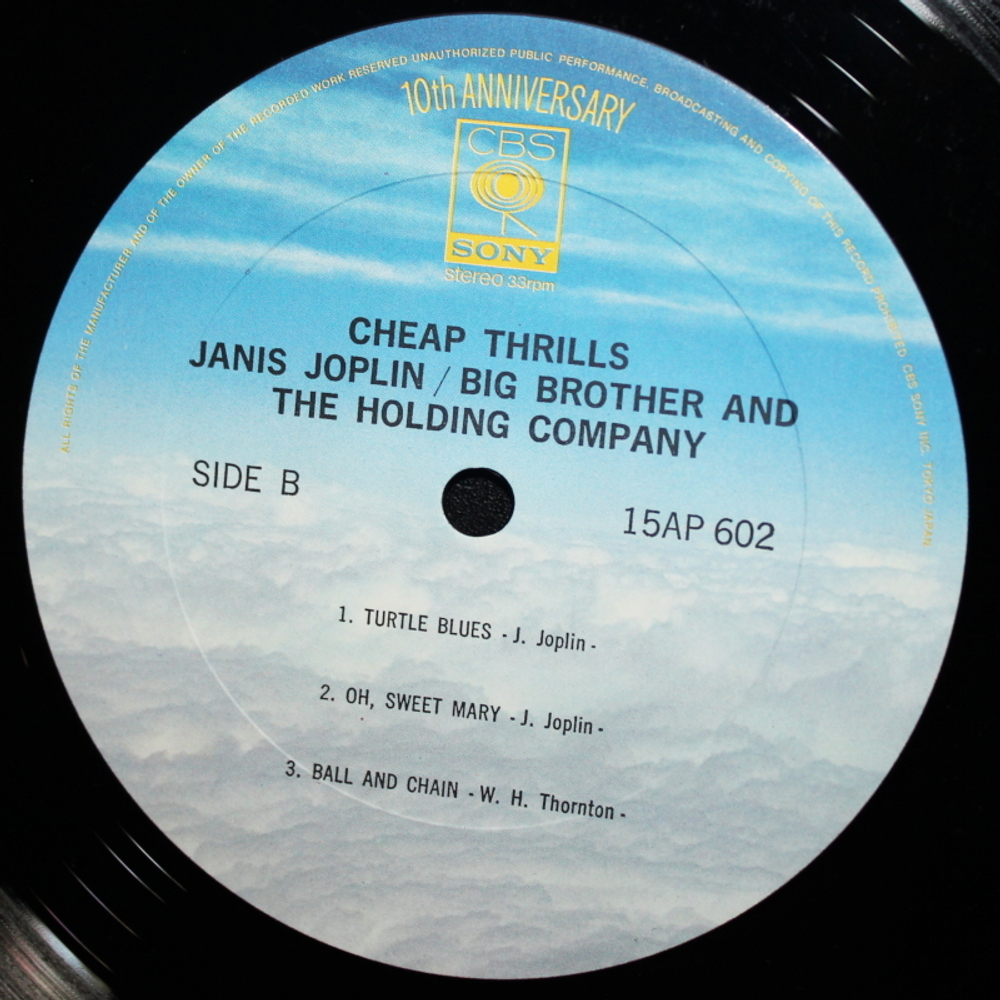 ALL RIGHTS OF THE MANUFACTURER AND OF THE OWNER OF THE RECORDED WORK RESERVED UNAUTHORIZED PUBLIC PERFORMANCE, BROADCASTING AND COPYING OF THIS RECORD PROHIBITED CBS SONY INC. TOKYO JAPAN
10th ANNIVERSARY
CBS
SONY
stereo 33rpm
CHEAP THRILLS
JANIS JOPLIN / BIG BROTHER AND
THE HOLDING COMPANY
SIDE B
15AP 602
1. TURTLE BLUES - J. Joplin -
2. OH, SWEET MARY - J. Joplin -
3. BALL AND CHAIN - W. H. Thornton -